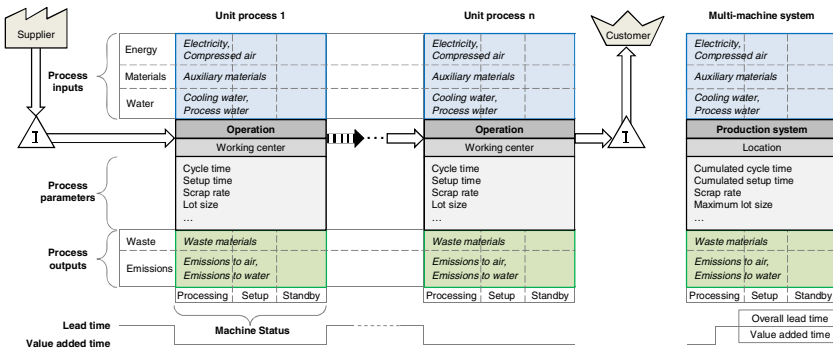 Unit process 1
Unit process n
Multi-machine system
Supplier
Customer
Process
inputs
Energy
Electricity,
Compressed air
Electricity,
Compressed air
Electricity,
Compressed air
Materials
Auxiliary materials
Auxiliary materials
Auxiliary materials
Water
Cooling water,
Process water
Cooling water,
Process water
Cooling water,
Process water
I
Operation
Working center
...
Operation
Working center
I
Production system
Location
Process
parameters
Cycle time
Setup time
Scrap rate
Lot size
...
Cycle time
Setup time
Scrap rate
Lot size
...
Cumulated cycle time
Cumulated setup time
Scrap rate
Maximum lot size
...
Process
outputs
Waste
Waste materials
Waste materials
Waste materials
Emissions
Emissions to air,
Emissions to water
Emissions to air,
Emissions to water
Emissions to air,
Emissions to water
Processing Setup Standby
Processing Setup Standby
Processing Setup Standby
Machine Status
Lead time
Value added time
Overall lead time
Value added time